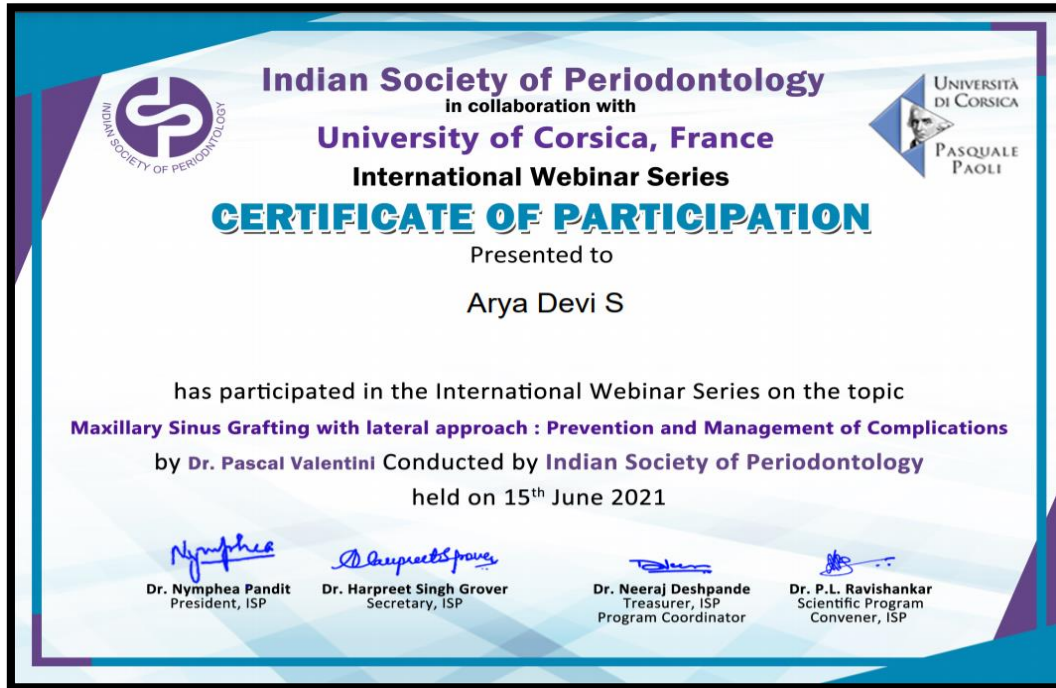 INDIAN SOCIETY OF PERIODONTOLOGY
Indian Society of Periodontology
in collaboration with
University of Corsica, France
International Webinar Series
UNIVERSITÀ
DI CORSICA
PASQUALE
PAOLI
CERTIFICATE OF PARTICIPATION
Presented to
Arya Devi S
has participated in the International Webinar Series on the topic
Maxillary Sinus Grafting with lateral approach : Prevention and Management of Complications
by Dr. Pascal Valentini Conducted by Indian Society of Periodontology
held on 15th June 2021
Nymphea
Dr. Nymphea Pandit
President, ISP
Dr. Harpreet Singh Grover
Secretary, ISP
Dr. Neeraj Deshpande
Treasurer, ISP
Program Coordinator
Dr. P.L. Ravishankar
Scientific Program
Convener, ISP